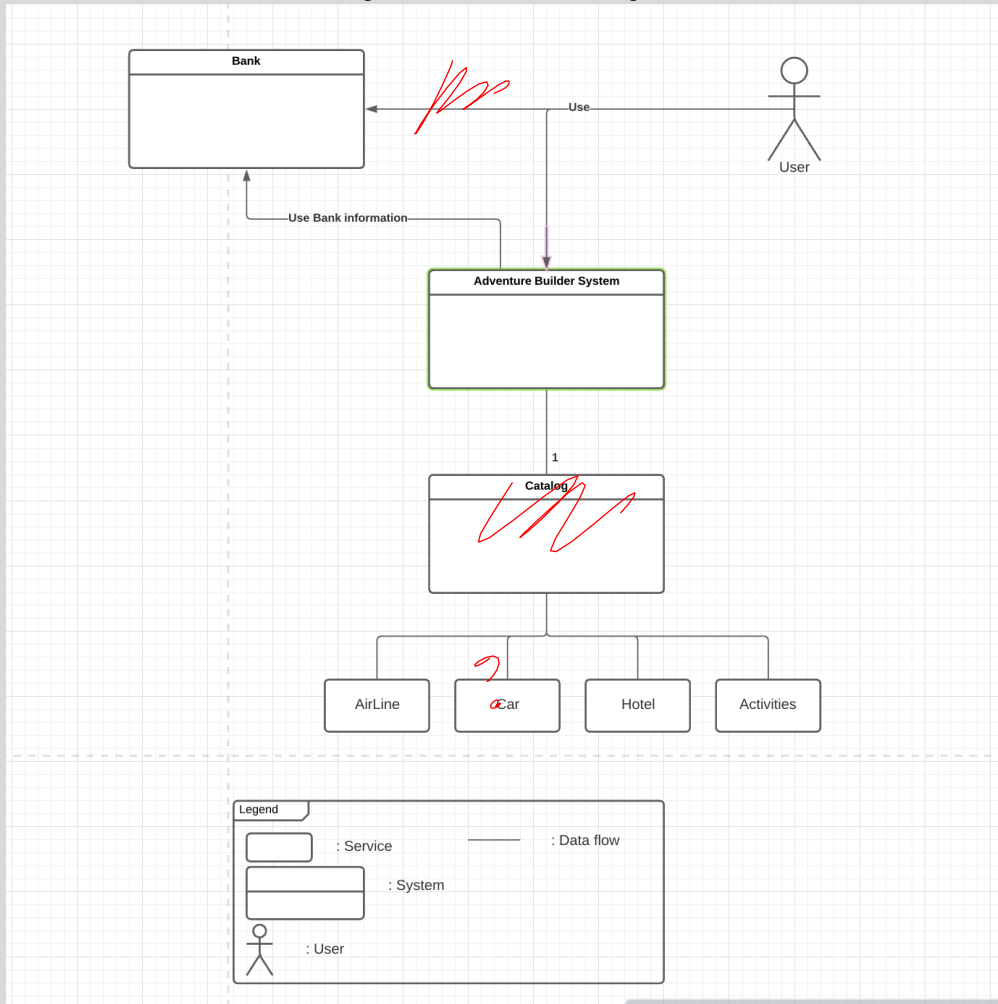 Bank
Use
User
Use Bank information
Adventure Builder System
1
Catalog
AirLine
Car
Hotel
Activities
Legend
: Service
: Data flow
: System
: User